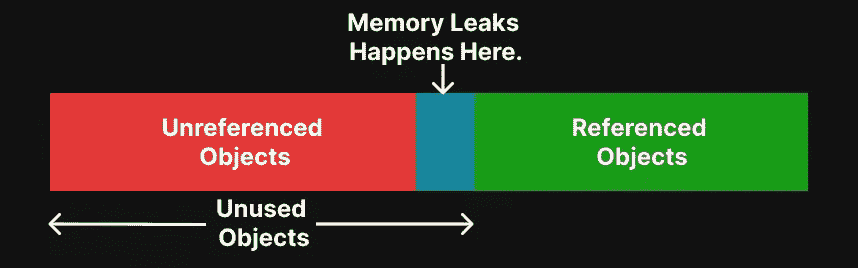 Memory Leaks
Happens Here.
Unreferenced
Objects
Referenced
Objects
Unused
Objects